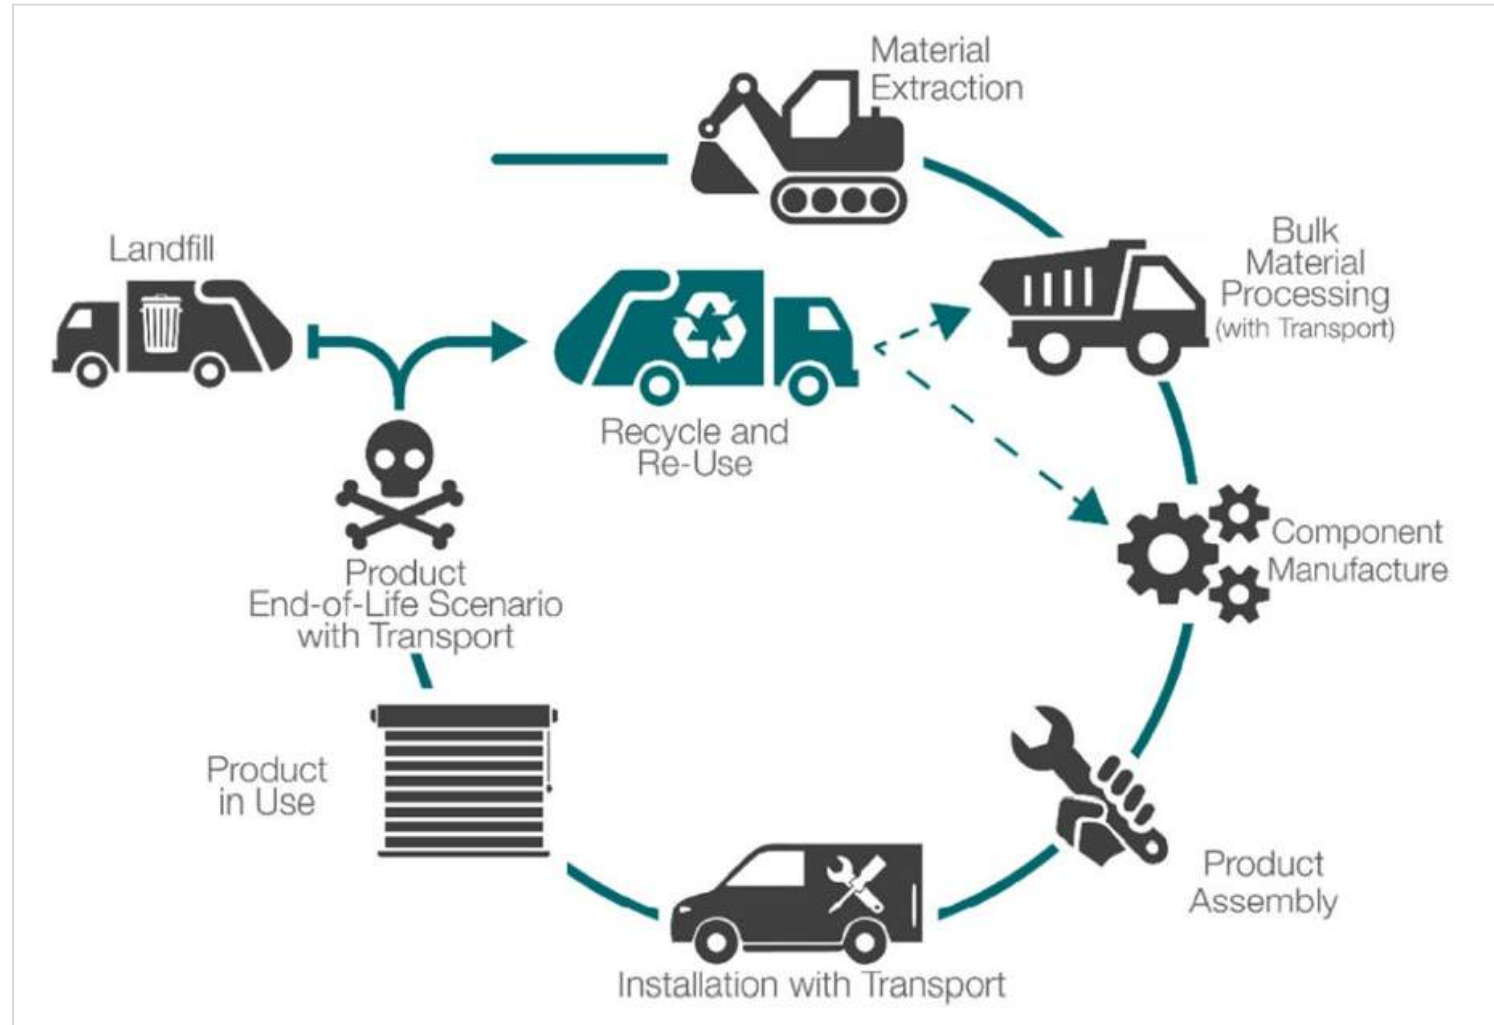 Material
Extraction
Bulk
Material
Processing
(with Transport)
Landfill
Recycle and
Re-Use
Component
Manufacture
Product
End-of-Life Scenario
with Transport
Product
in Use
Product
Assembly
Installation with Transport